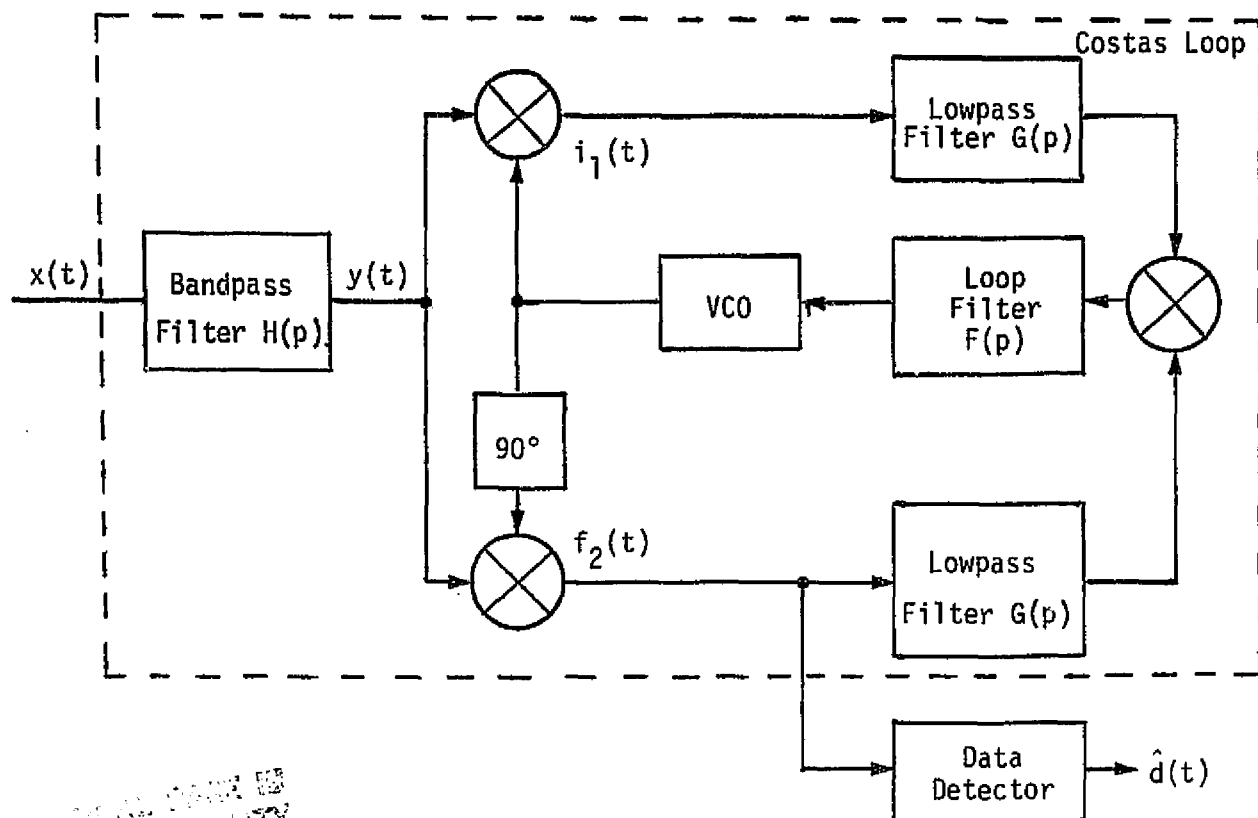 Costas Loop
Lowpass
Filter G(p)
i₁(t)
x(t)
Bandpass
Filter H(p)
y(t)
VCO
Loop
Filter
F(p)
90°
f₂(t)
Lowpass
Filter G(p)
Data
Detector
d̂(t)